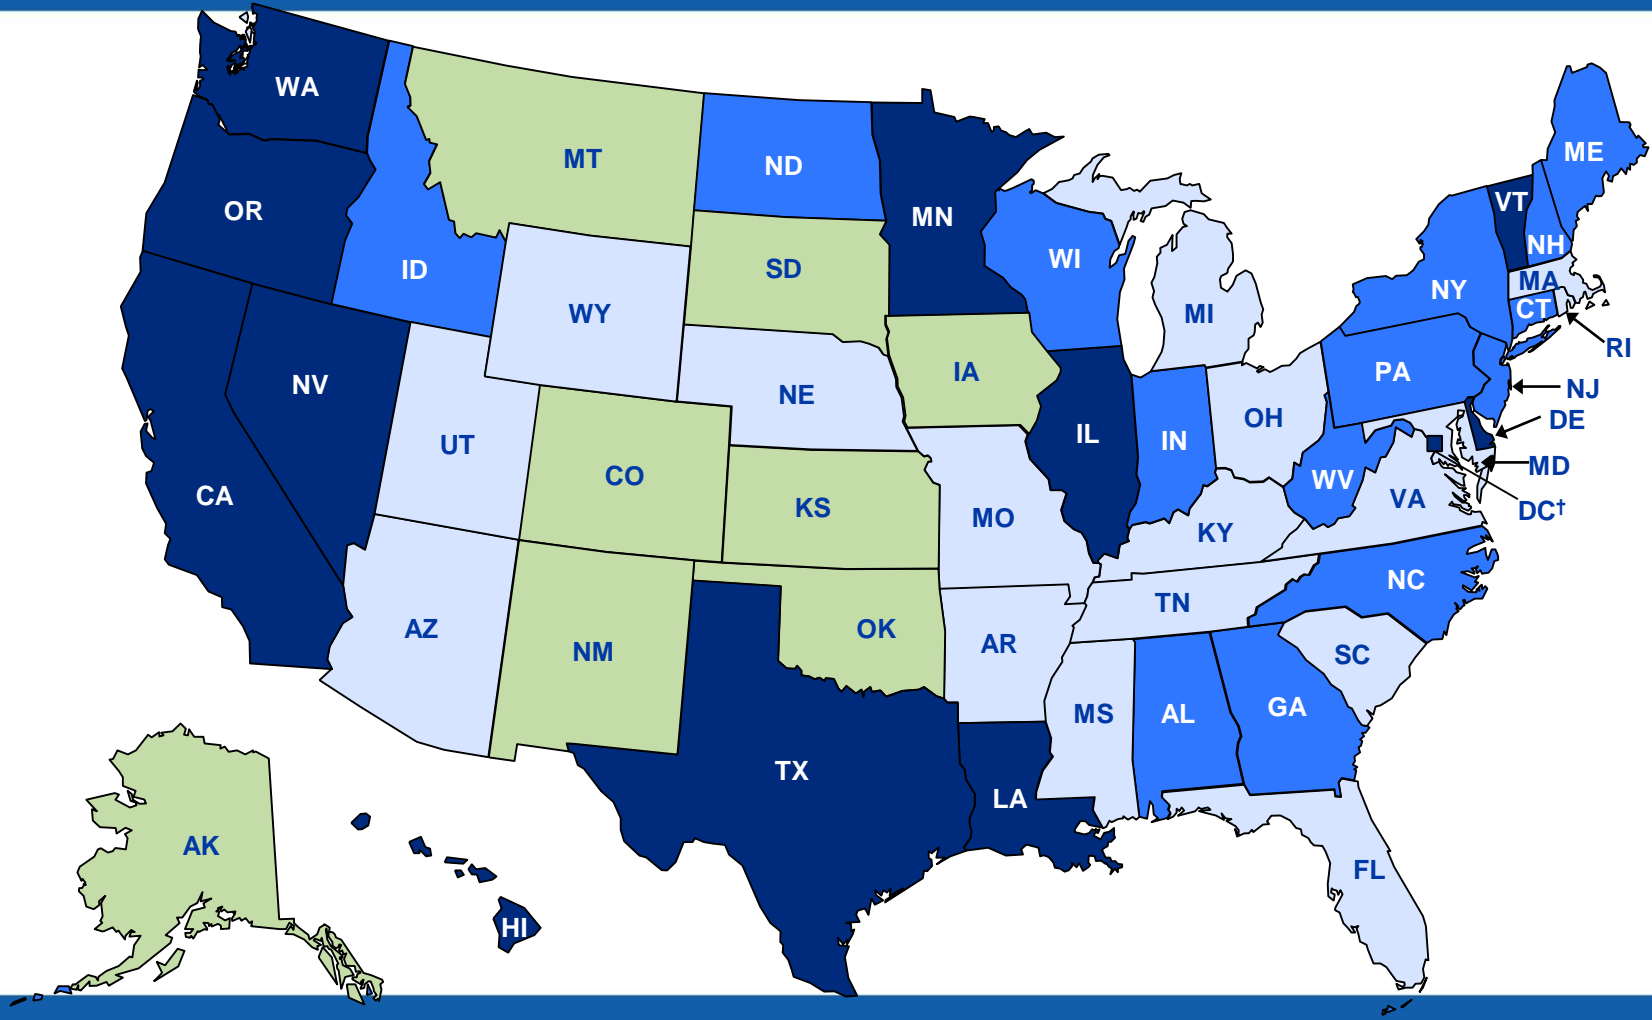 WA
MT
ND
ME
OR
MN
VT
NH
ID
SD
WI
MA
NY
WY
MI
CT
RI
NV
IA
PA
NJ
NE
DE
UT
OH
IL
IN
MD
CO
WV
CA
KS
MO
VA
DC†
KY
NC
AZ
TN
OK
NM
AR
SC
MS
AL
GA
TX
LA
AK
FL
HI